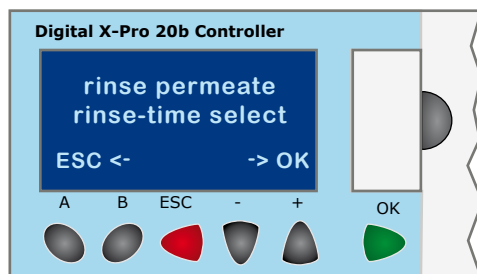 Digital X-Pro 20b Controller
rinse permeate
rinse-time select
ESC <- -> OK
A B ESC - + OK